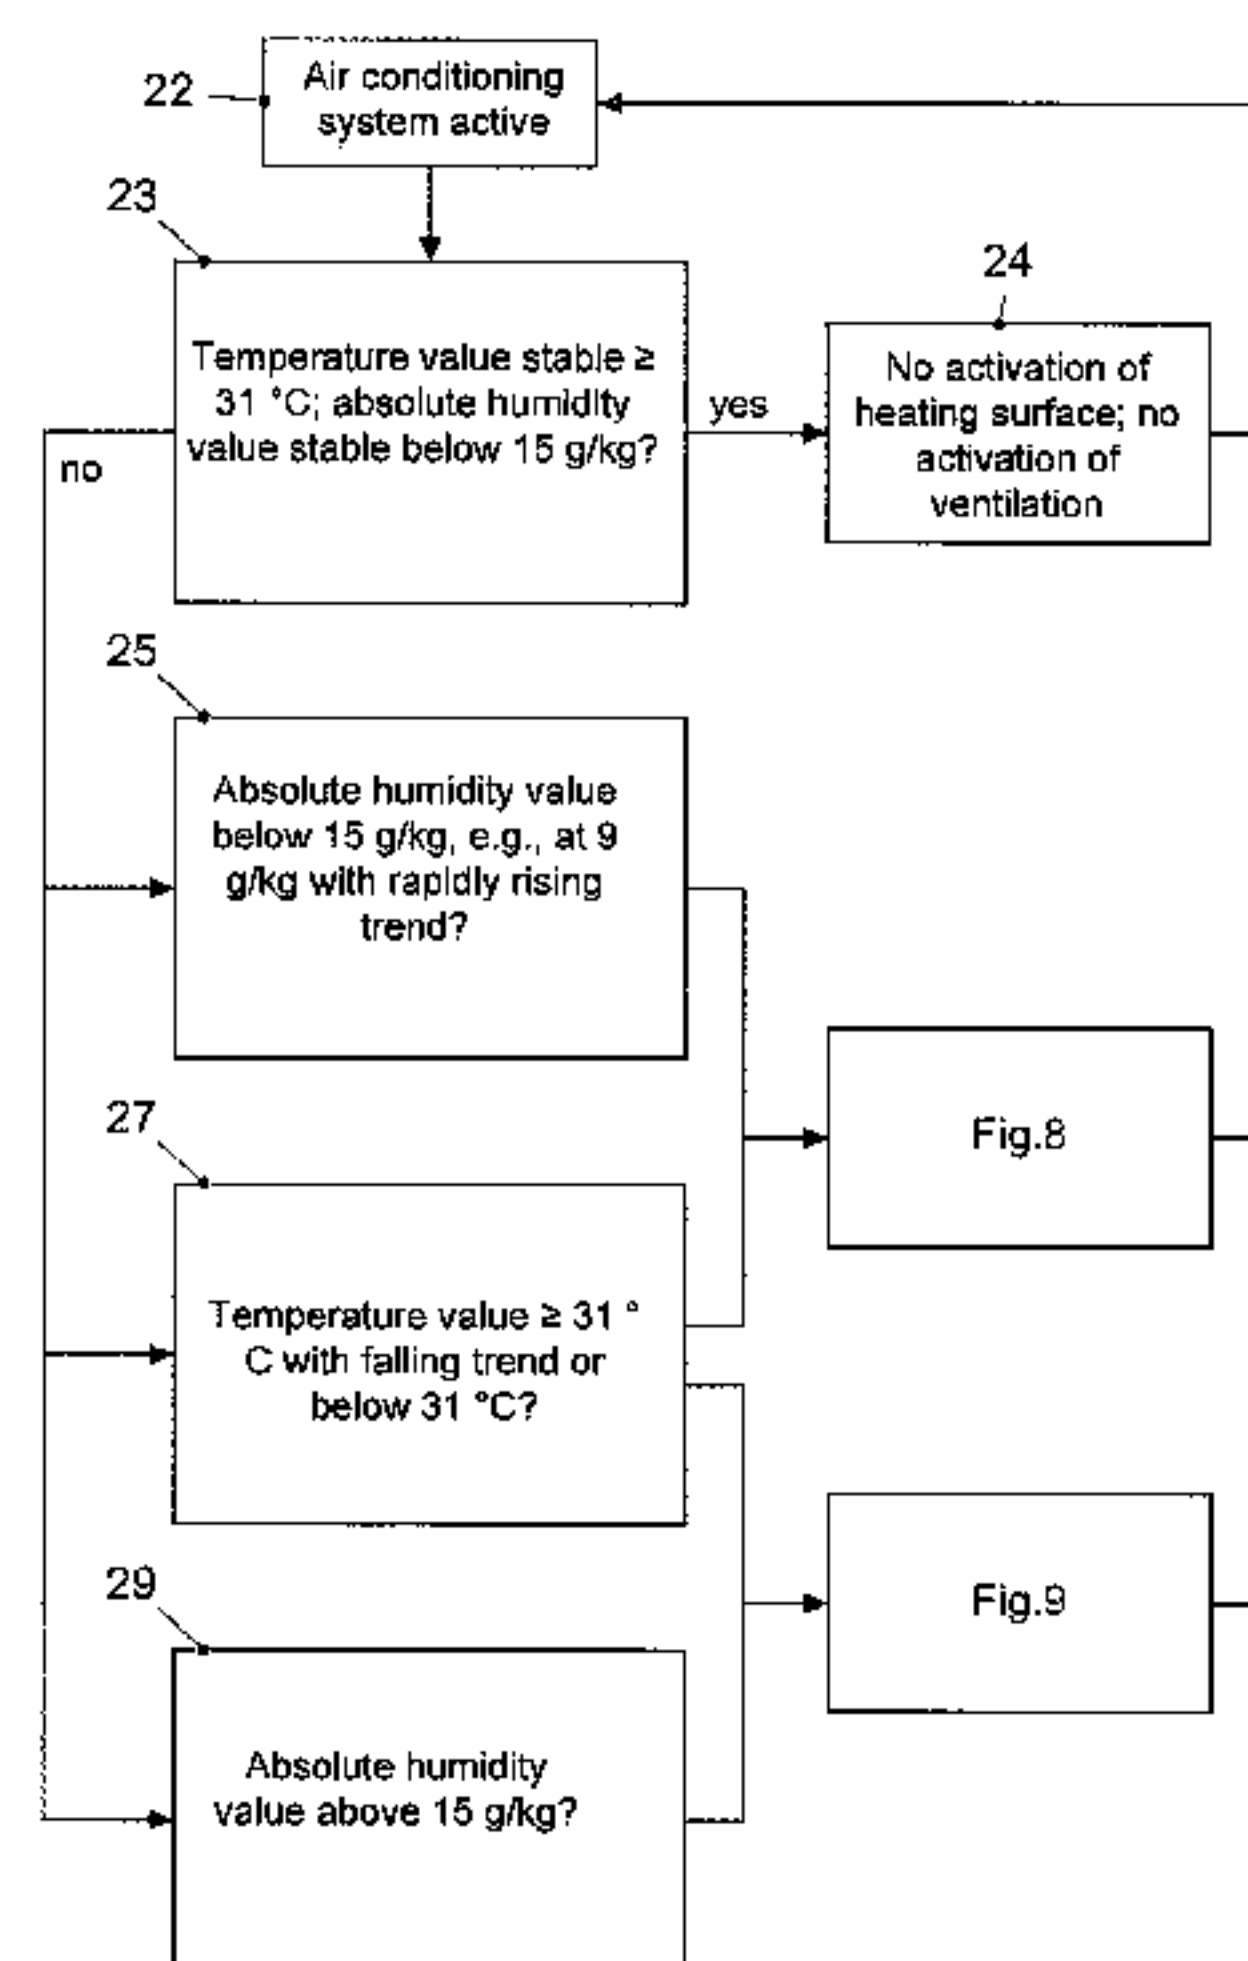 22
Air conditioning
system active
23
Temperature value stable ≥
31 °C; absolute humidity
value stable below 15 g/kg?
yes
no
24
No activation of
heating surface; no
activation of
ventilation
25
Absolute humidity value
below 15 g/kg, e.g., at 9
g/kg with rapidly rising
trend?
Fig.8
27
Temperature value ≥ 31 °
C with falling trend or
below 31 °C?
Fig.9
29
Absolute humidity
value above 15 g/kg?